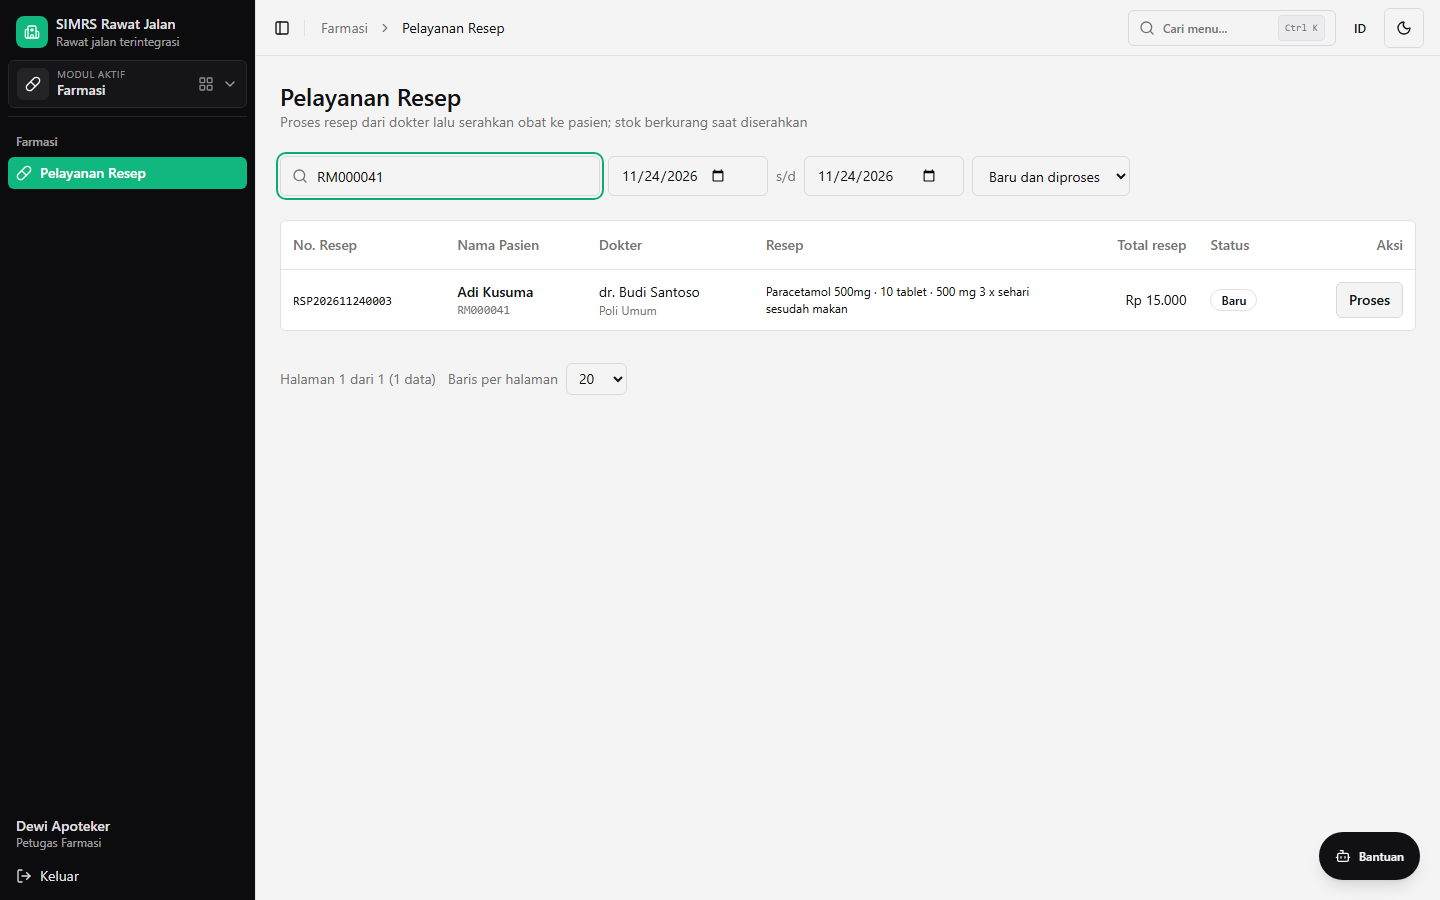 SIMRS Rawat Jalan
Rawat jalan terintegrasi
MODUL AKTIF
Farmasi
Farmasi
Pelayanan Resep
Dewi Apoteker
Petugas Farmasi
Keluar
Farmasi > Pelayanan Resep
Cari menu... Ctrl K
ID
Pelayanan Resep
Proses resep dari dokter lalu serahkan obat ke pasien; stok berkurang saat diserahkan
RM000041 11/24/2026 s/d 11/24/2026 Baru dan diproses
No. Resep Nama Pasien Dokter Resep Total resep Status Aksi
RSP202611240003 Adi Kusuma dr. Budi Santoso Paracetamol 500mg · 10 tablet · 500 mg 3 x sehari Rp 15.000 Baru Proses
RM000041 Poli Umum sesudah makan
Halaman 1 dari 1 (1 data) Baris per halaman 20
Bantuan